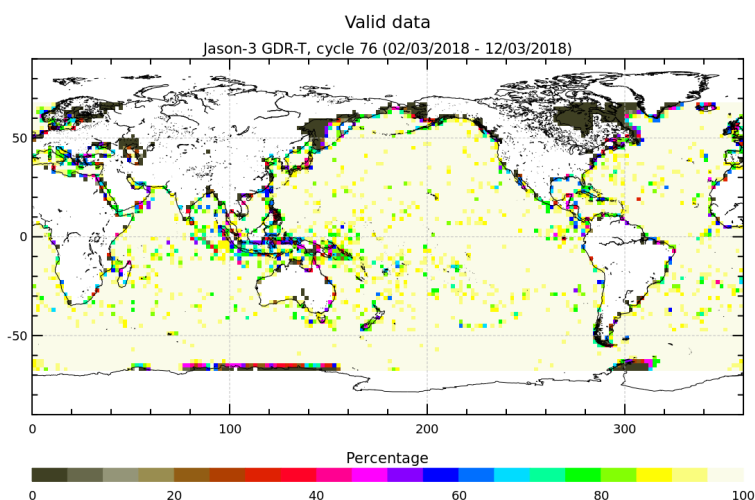 Valid data
Jason-3 GDR-T, cycle 76 (02/03/2018 - 12/03/2018)
50
0
-50
0 100 200 300
Percentage
0 20 40 60 80 100